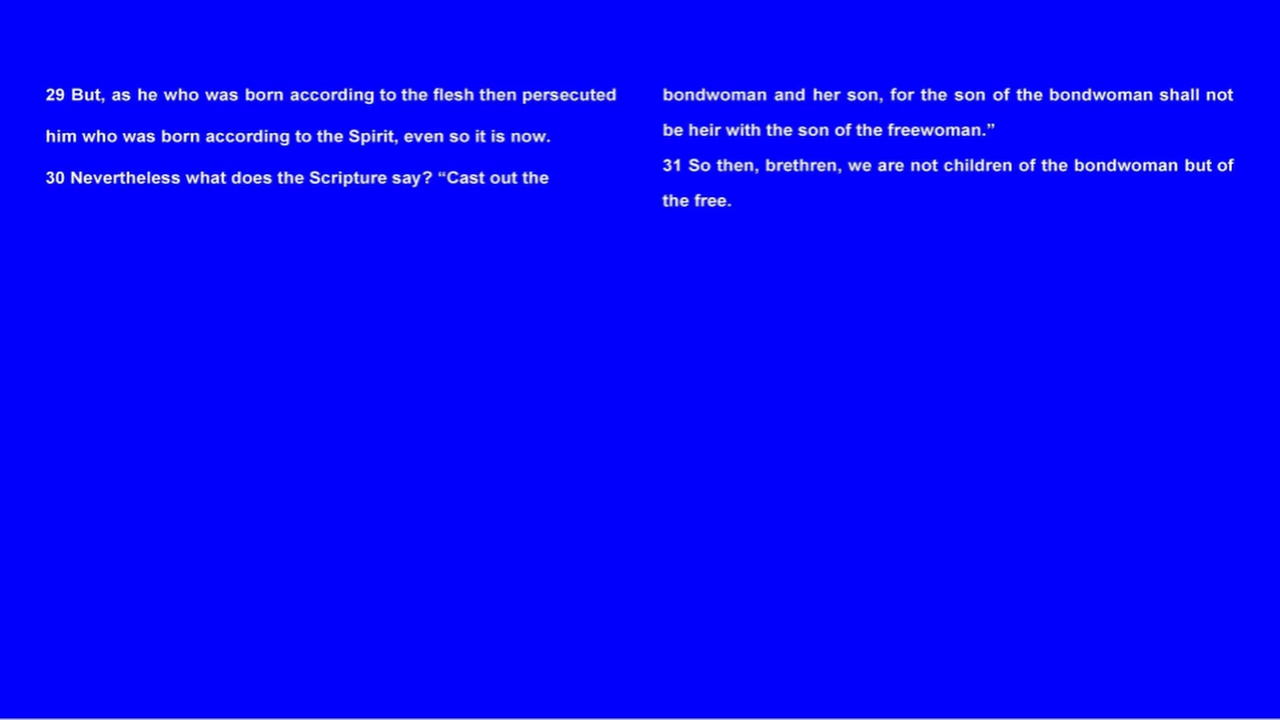 29 But, as he who was born according to the flesh then persecuted
him who was born according to the Spirit, even so it is now.
30 Nevertheless what does the Scripture say? “Cast out the
bondwoman and her son, for the son of the bondwoman shall not
be heir with the son of the freewoman.”
31 So then, brethren, we are not children of the bondwoman but of
the free.